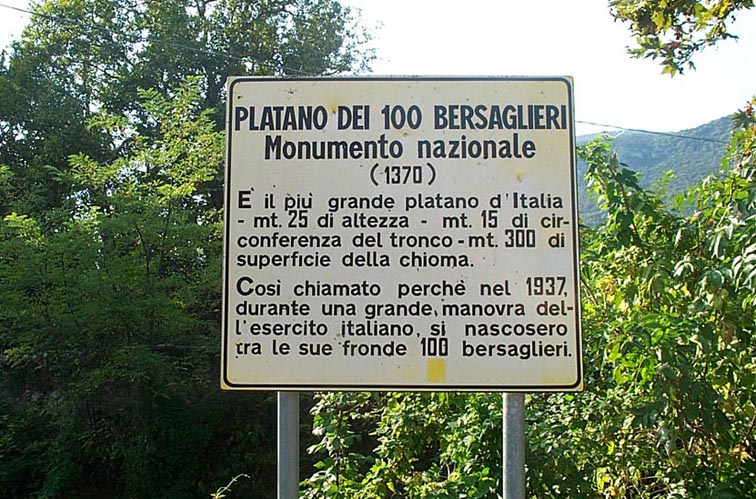 PLATANO DEI 100 BERSAGLIERI
Monumento nazionale
(1370)
È il più grande platano d'Italia
- mt. 25 di altezza - mt. 15 di cir-
conferenza del tronco - mt. 300 di
superficie della chioma.
Così chiamato perchè nel 1937,
durante una grande, manovra del-
l'esercito italiano, si nascosero
tra le sue fronde 100 bersaglieri.